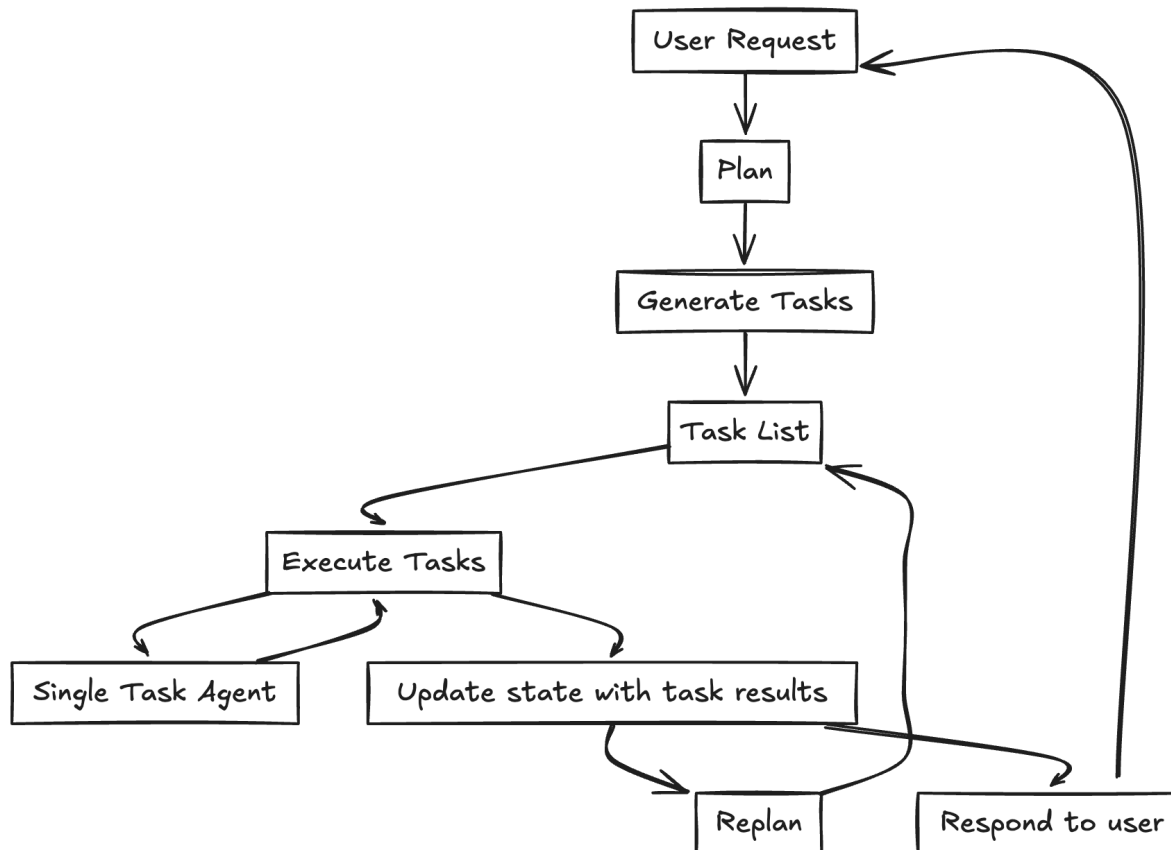 User Request
Plan
Generate Tasks
Task List
Execute Tasks
Single Task Agent
Update state with task results
Replan
Respond to user